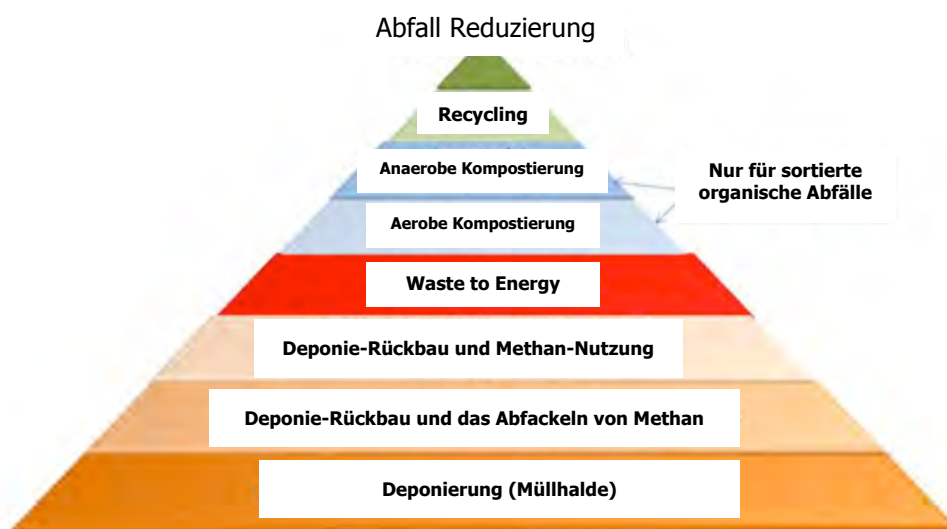 Abfall Reduzierung
Recycling
Anaerobe Kompostierung
Nur für sortierte
organische Abfälle
Aerobe Kompostierung
Waste to Energy
Deponie-Rückbau und Methan-Nutzung
Deponie-Rückbau und das Abfackeln von Methan
Deponierung (Müllhalde)